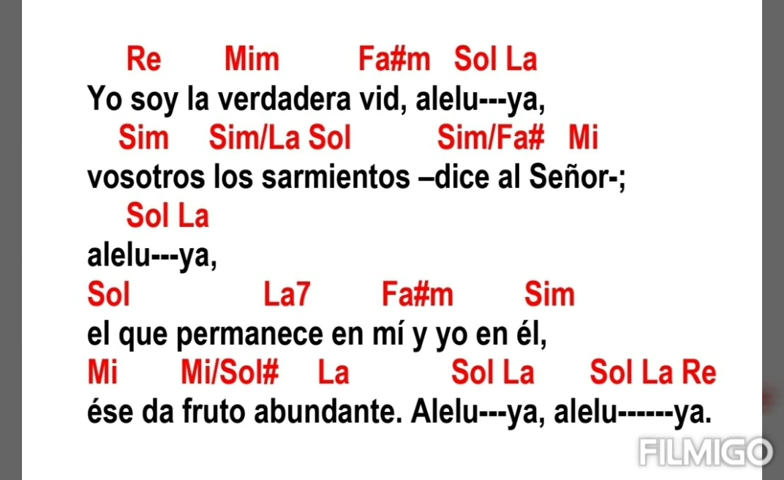 Re Mim Fa#m Sol La
Yo soy la verdadera vid, alelu---ya,
Sim Sim/La Sol Sim/Fa# Mi
vosotros los sarmientos –dice al Señor-;
Sol La
alelu---ya,
Sol La7 Fa#m Sim
el que permanece en mí y yo en él,
Mi Mi/Sol# La Sol La Sol La Re
ése da fruto abundante. Alelu---ya, alelu------ya.
FILMIGO